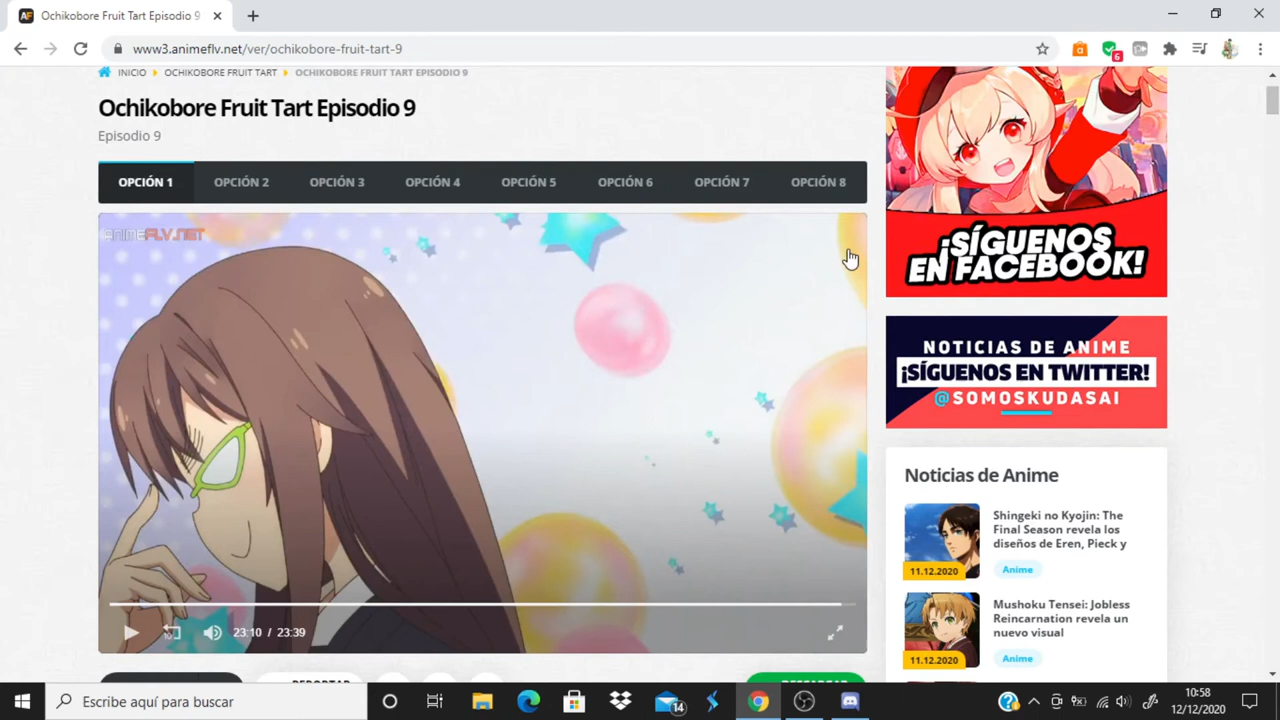 Ochikobore Fruit Tart Episodio 9
www3.animeflv.net/ver/ochikobore-fruit-tart-9
6
INICIO
OCHIKOBORE FRUIT TART
OCHIKOBORE FRUIT TART EPISODIO 9
Ochikobore Fruit Tart Episodio 9
Episodio 9
OPCIÓN 1
OPCIÓN 2
OPCIÓN 3
OPCIÓN 4
OPCIÓN 5
OPCIÓN 6
OPCIÓN 7
OPCIÓN 8
ANIMEFLV.NET
10
23:10 / 23:39
¡SÍGUENOS
EN FACEBOOK!
NOTICIAS DE ANIME
¡SÍGUENOS EN TWITTER!
@SOMOSKUDASAI
Noticias de Anime
Shingeki no Kyojin: The
Final Season revela los
diseños de Eren, Pieck y
11.12.2020
Anime
Mushoku Tensei: Jobless
Reincarnation revela un
nuevo visual
11.12.2020
Anime
REPORTAR
DESCARGAR
Escribe aquí para buscar
14
10:58
12/12/2020